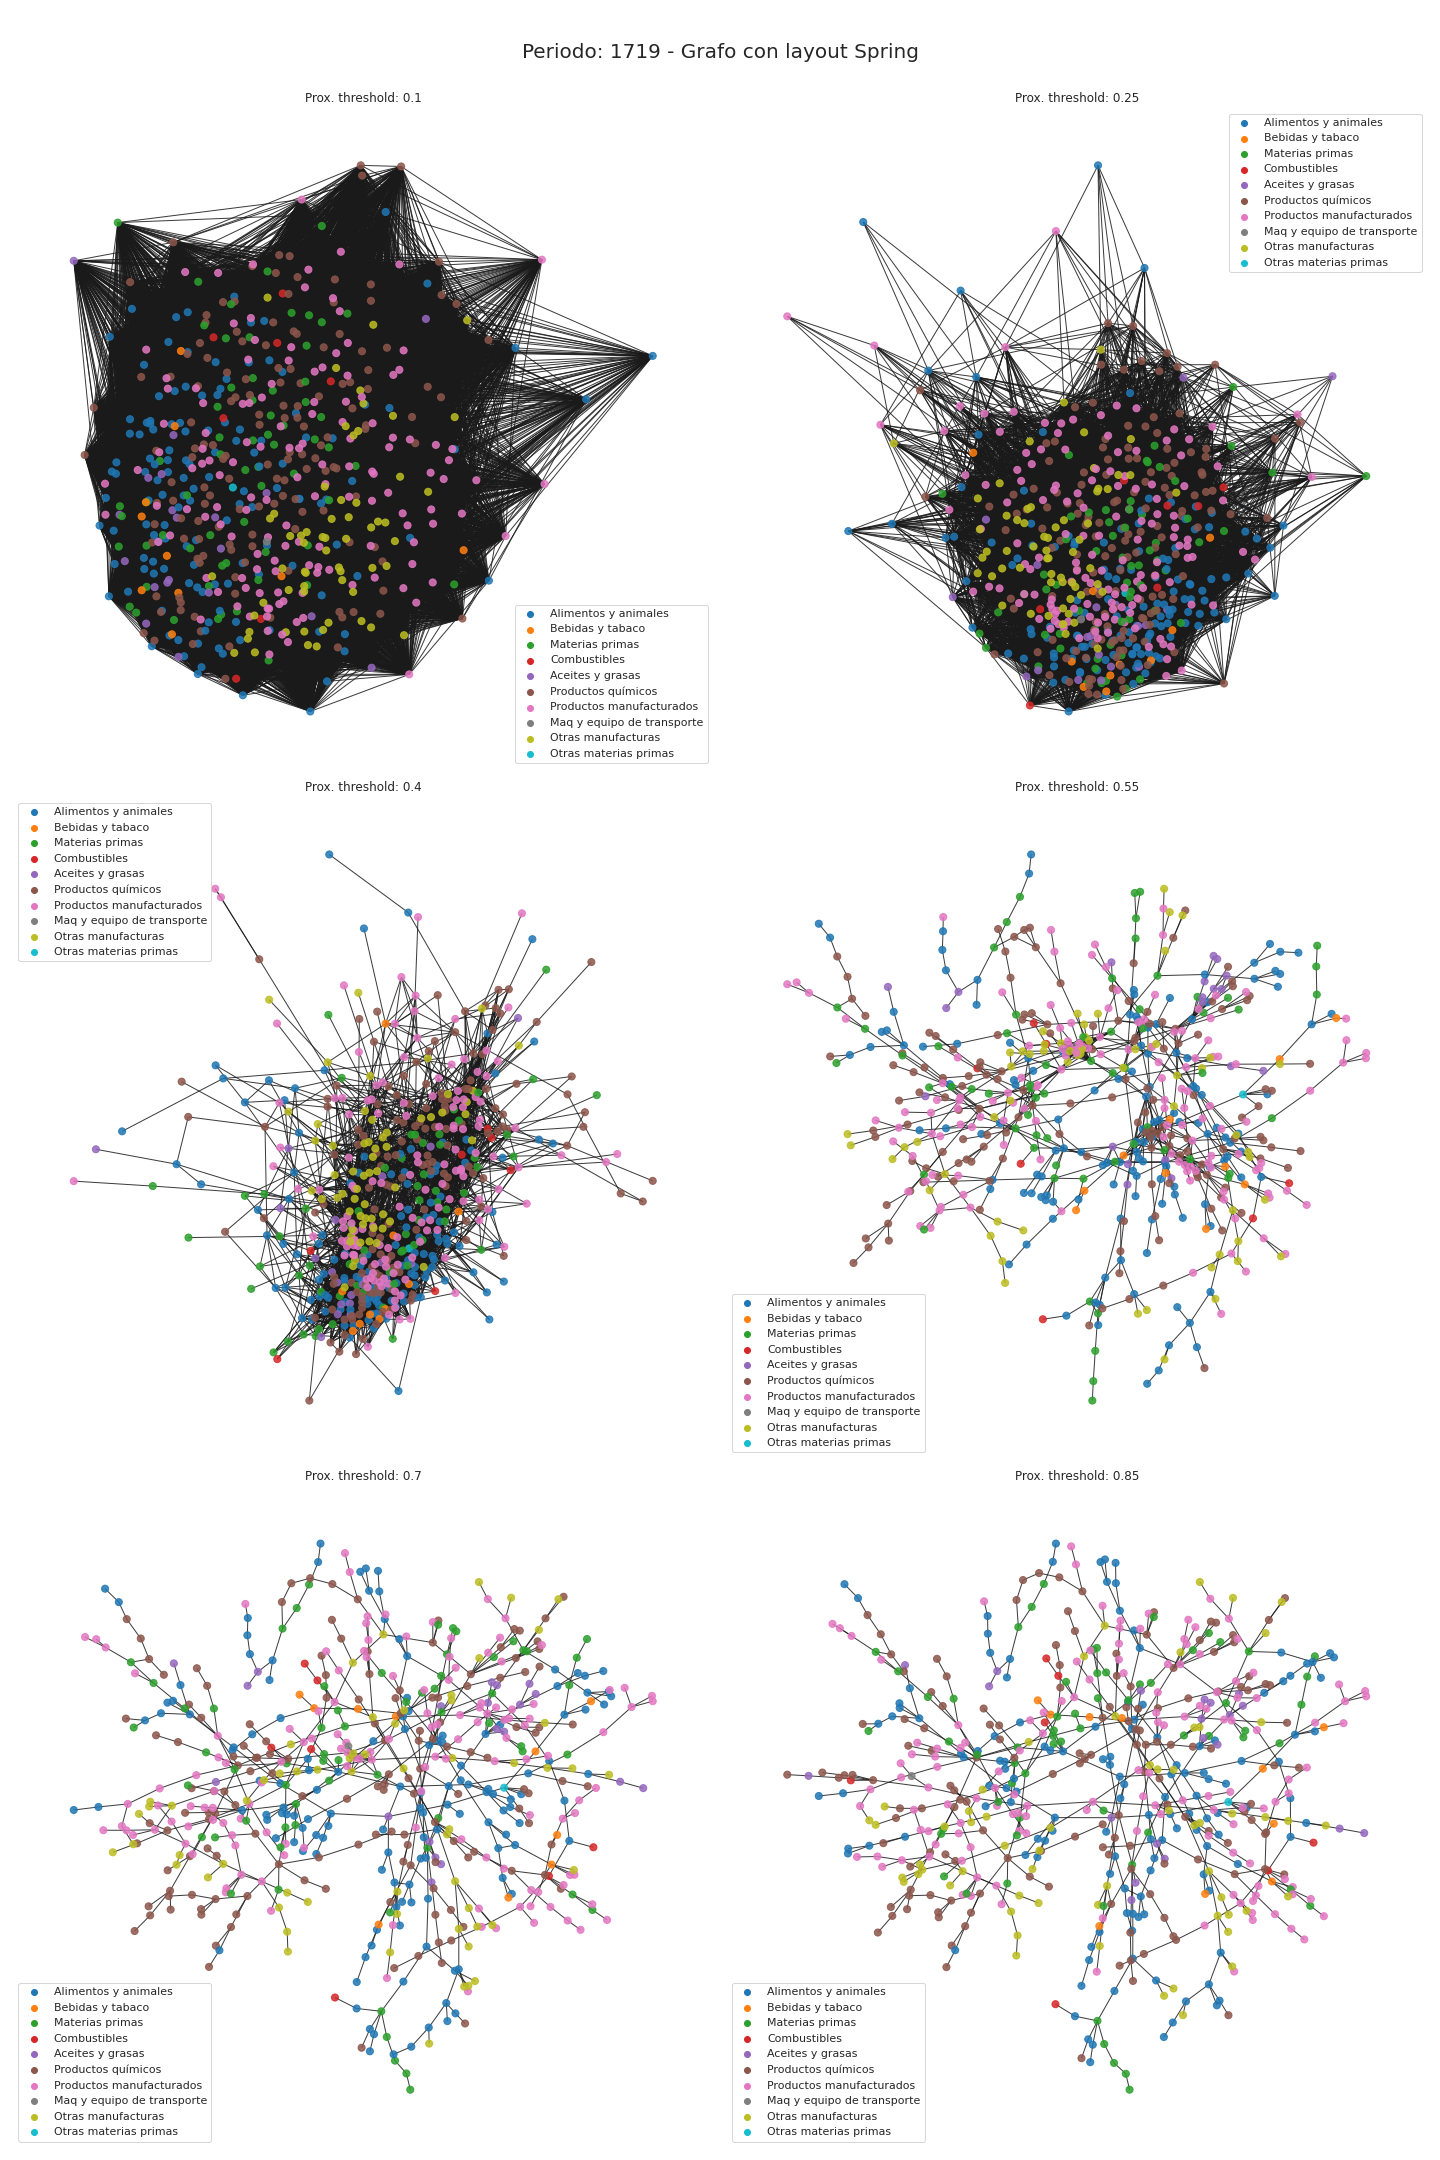 Periodo: 1719 - Grafo con layout Spring
Prox. threshold: 0.1
Alimentos y animales
Bebidas y tabaco
Materias primas
Combustibles
Aceites y grasas
Productos químicos
Productos manufacturados
Maq y equipo de transporte
Otras manufacturas
Otras materias primas
Prox. threshold: 0.25
Alimentos y animales
Bebidas y tabaco
Materias primas
Combustibles
Aceites y grasas
Productos químicos
Productos manufacturados
Maq y equipo de transporte
Otras manufacturas
Otras materias primas
Prox. threshold: 0.4
Alimentos y animales
Bebidas y tabaco
Materias primas
Combustibles
Aceites y grasas
Productos químicos
Productos manufacturados
Maq y equipo de transporte
Otras manufacturas
Otras materias primas
Prox. threshold: 0.55
Alimentos y animales
Bebidas y tabaco
Materias primas
Combustibles
Aceites y grasas
Productos químicos
Productos manufacturados
Maq y equipo de transporte
Otras manufacturas
Otras materias primas
Prox. threshold: 0.7
Alimentos y animales
Bebidas y tabaco
Materias primas
Combustibles
Aceites y grasas
Productos químicos
Productos manufacturados
Maq y equipo de transporte
Otras manufacturas
Otras materias primas
Prox. threshold: 0.85
Alimentos y animales
Bebidas y tabaco
Materias primas
Combustibles
Aceites y grasas
Productos químicos
Productos manufacturados
Maq y equipo de transporte
Otras manufacturas
Otras materias primas